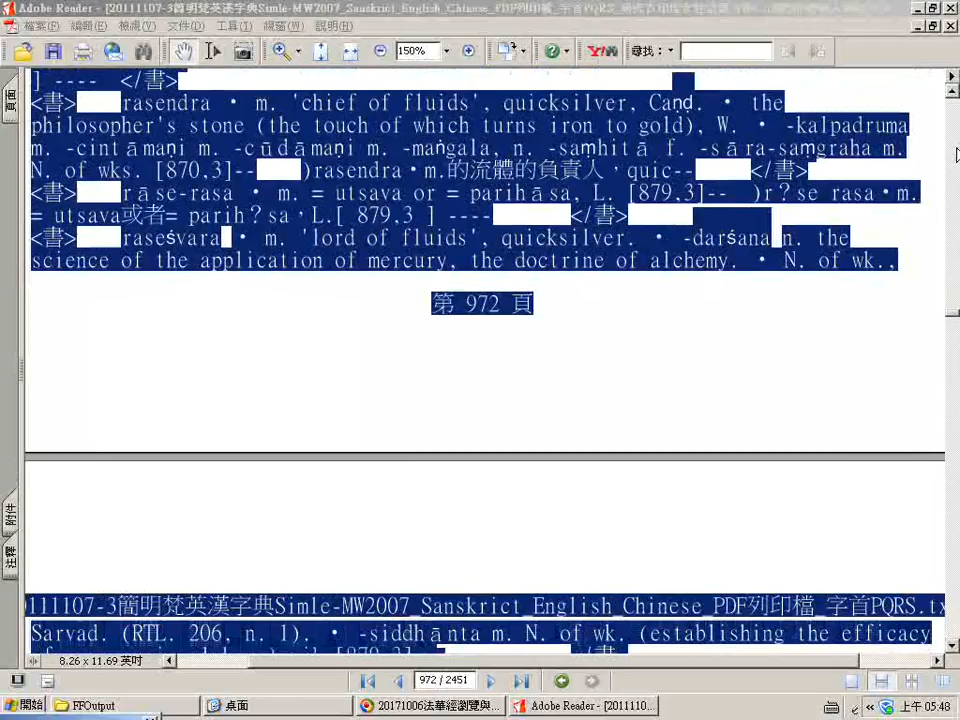 Adobe Reader - [20111107-3簡明梵英漢字典Simle-MW2007_Sanskrict_English_Chinese_PDF列印檔_字首PQRS.
檔案(F) 編輯(E) 檢視(V) 文件(D) 工具(T) 視窗(W) 說明(H)
150% Y! 尋找：
頁面
] ---- </書>
<書> rasendra • m. 'chief of fluids', quicksilver, Caṇḍ. • the
philosopher's stone (the touch of which turns iron to gold), W. • -kalpadruma
m. -cintāmaṇi m. -cūdāmaṇi m. -maṅgala, n. -saṃhitā f. -sāra-saṃgraha m.
N. of wks. [870,3]-- )rasendra•m.的流體的負責人，quic-- </書>
<書> rāse-rasa • m. = utsava or = parihāsa, L. [879,3]-- )r？se rasa•m.
= utsava或者= parih？sa，L.[ 879,3 ] ---- </書>
<書> raseśvara • m. 'lord of fluids', quicksilver. • -darśana n. the
science of the application of mercury, the doctrine of alchemy. • N. of wk.,
第 972 頁
附件
注釋
111107-3簡明梵英漢字典Simle-MW2007_Sanskrict_English_Chinese_PDF列印檔_字首PQRS.tx
Sarvad. (RTL. 206, n. 1). • -siddhānta m. N. of wk. (establishing the efficacy
8.26 x 11.69 英吋
972 / 2451
開始 FFOutput 桌面 20171006法華經瀏覽與... Adobe Reader - [2011110... 上午 05:48